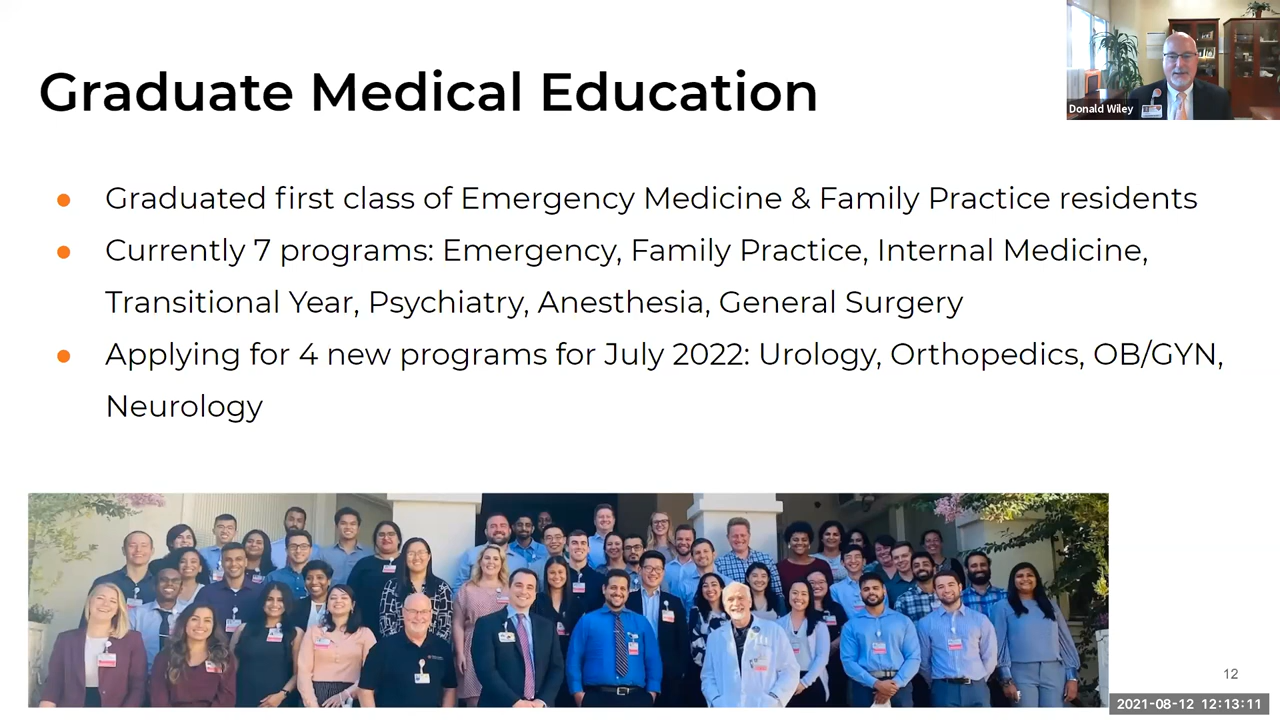 Graduate Medical Education
Donald Wiley
● Graduated first class of Emergency Medicine & Family Practice residents
● Currently 7 programs: Emergency, Family Practice, Internal Medicine,
Transitional Year, Psychiatry, Anesthesia, General Surgery
● Applying for 4 new programs for July 2022: Urology, Orthopedics, OB/GYN,
Neurology
12
2021-08-12 12:13:11